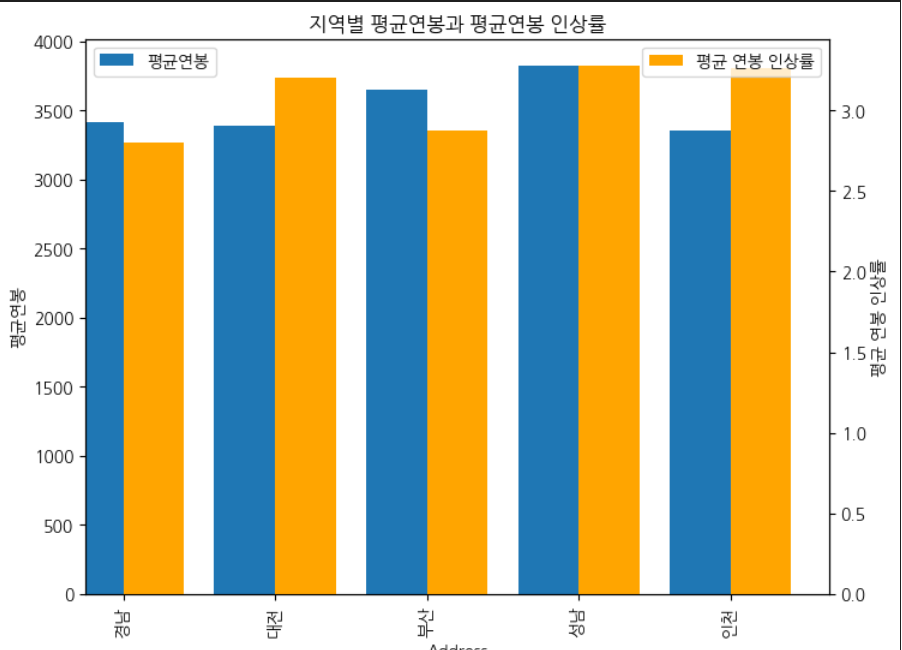 지역별 평균연봉과 평균연봉 인상률
평균연봉
평균 연봉 인상률
4000
3500
3000
2500
2000
1500
1000
500
0
평균연봉
3.0
2.5
2.0
1.5
1.0
0.5
0.0
평균 연봉 인상률
경남
대전
부산
성남
인천
Address